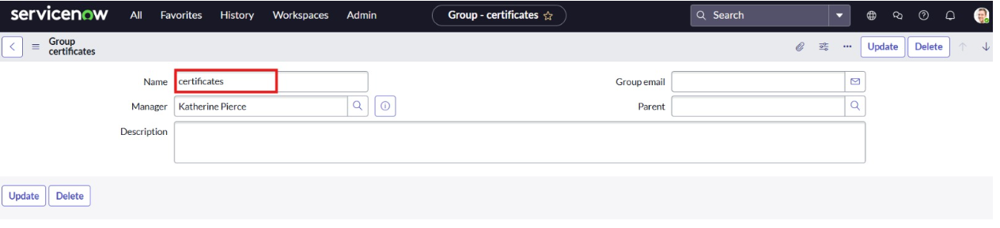 servicenow All Favorites History Workspaces Admin Group - certificates Search
Group
certificates
Update Delete
Name certificates
Group email
Manager Katherine Pierce
Parent
Description
Update Delete